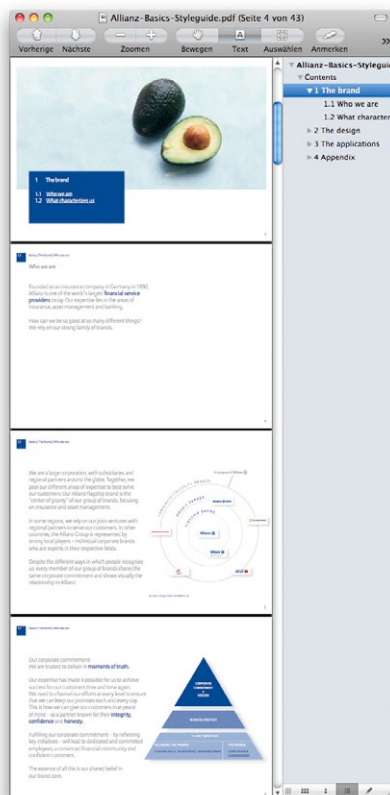 Allianz-Basics-Styleguide.pdf (Seite 4 von 43)
Vorherige Nächste Zoomen Bewegen Text Auswählen Anmerken
Allianz-Basics-Styleguid
Contents
1 The brand
1.1 Who we are
1.2 What character
2 The design
3 The applications
4 Appendix
1 The brand
1.1 Who we are
1.2 What characterizes us
Who we are
Founded as an insurance company in Germany in 1890,
Allianz is one of the world's largest financial service
providers today. Our expertise lies in the areas of
insurance, asset management and banking.
How can we be so good at so many different things?
We rely on our strong family of brands.
We are a large corporation, with subsidiaries and
regional partners around the globe. Together, we
pool our different areas of expertise to best serve
our customers. Our Allianz flagship brand is the
"center of gravity" of our group of brands, focusing
on insurance and asset management.
In some regions, we rely on our joint ventures with
regional partners to serve our customers. In other
countries, the Allianz Group is represented by
strong local players – individual corporate brands
who are experts in their respective fields.
Despite the different ways in which people recognize
us, every member of our group of brands shares the
same corporate commitment and shows visually the
relationship to Allianz.
Allianz
Allianz
Our corporate commitment:
We are trusted to deliver in moments of truth.
Our expertise has made it possible for us to achieve
success for our customers time and time again.
We need to channel our efforts at every level to ensure
that we can keep our promises each and every day.
This is how we can give our customers true peace
of mind – as a partner known for their integrity,
confidence and honesty.
Fulfilling our corporate commitment – by reflecting
key initiatives – will lead to dedicated and committed
employees, a convinced financial community and
confident customers.
The essence of all this is our shared belief in
our brand core.
CORPORATE
COMMITMENT